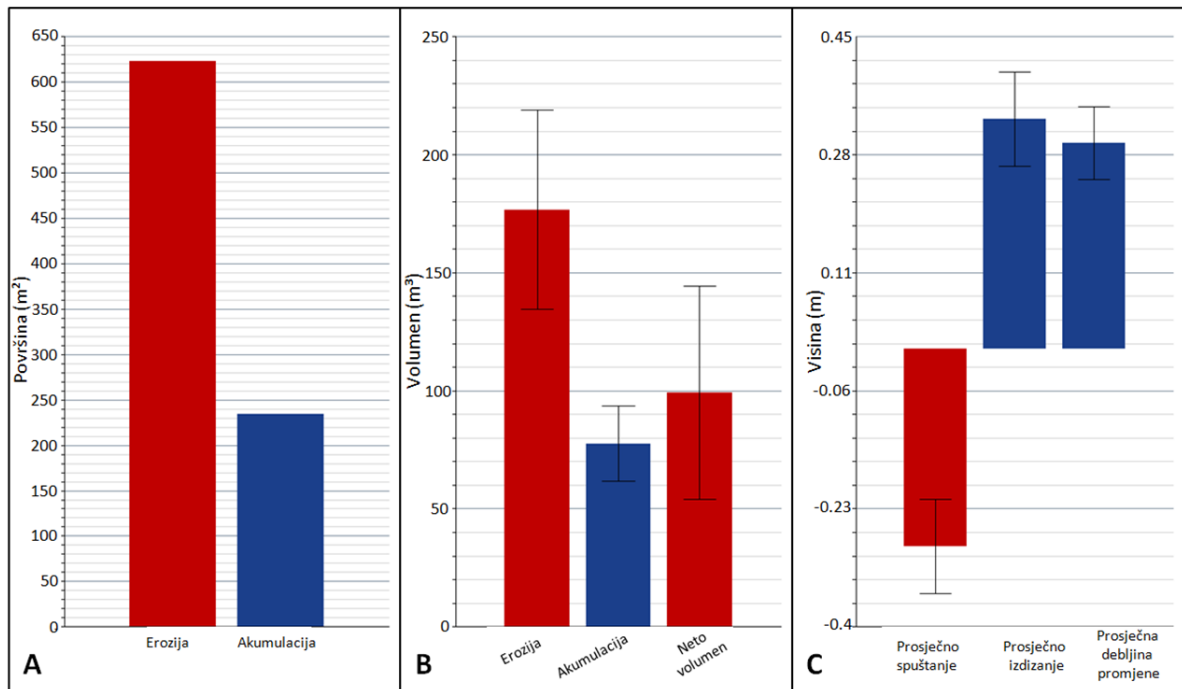 650
600
550
500
450
400
350
300
250
200
150
100
50
0
Površina (m²)
Erozija
Akumulacija
A
250
200
150
100
50
0
Volumen (m³)
Erozija
Akumulacija
Neto
volumen
B
0.45
0.28
0.11
-0.06
-0.23
-0.4
Visina (m)
Prosječno
spuštanje
Prosječno
izdizanje
Prosječna
debljina
promjene
C